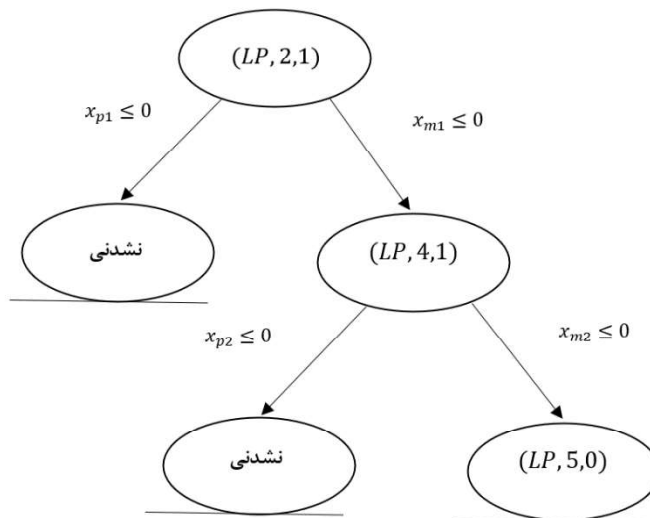 (LP, 2,1)
x_{p1} ≤ 0
x_{m1} ≤ 0
نشدنی
(LP, 4,1)
x_{p2} ≤ 0
x_{m2} ≤ 0
نشدنی
(LP, 5,0)